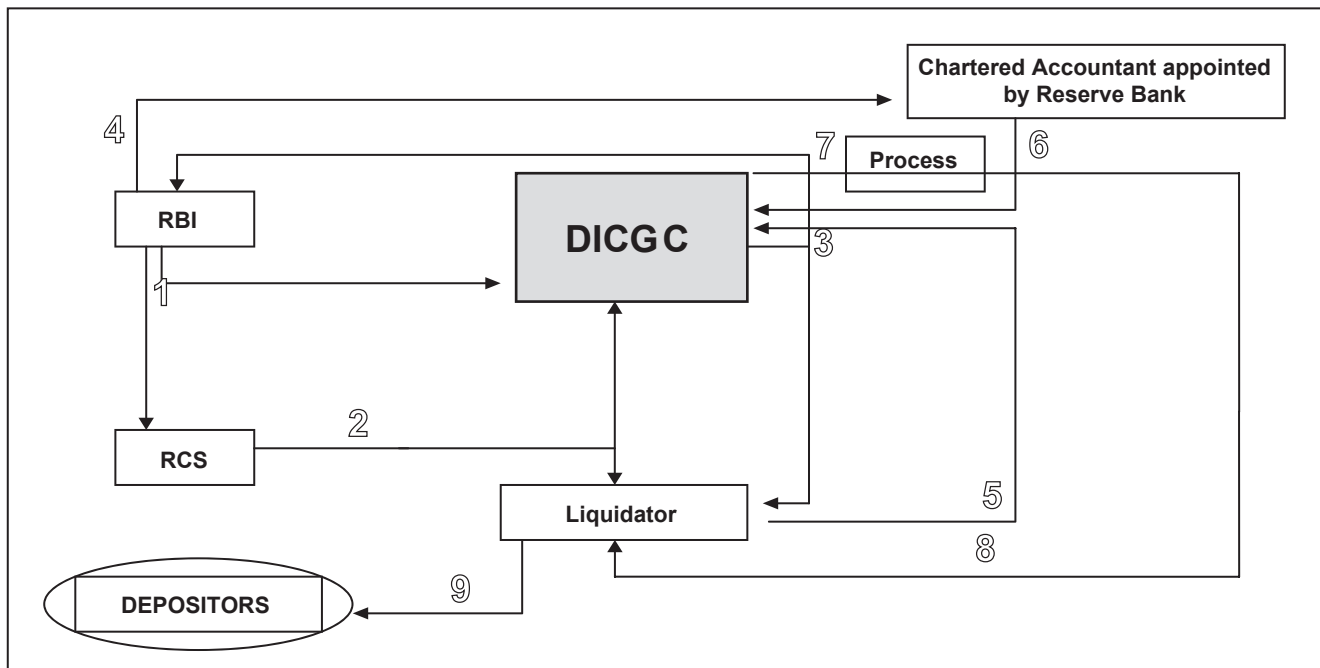 Chartered Accountant appointed
by Reserve Bank
4
7
Process
6
RBI
DICGC
3
1
2
RCS
5
Liquidator
8
9
DEPOSITORS